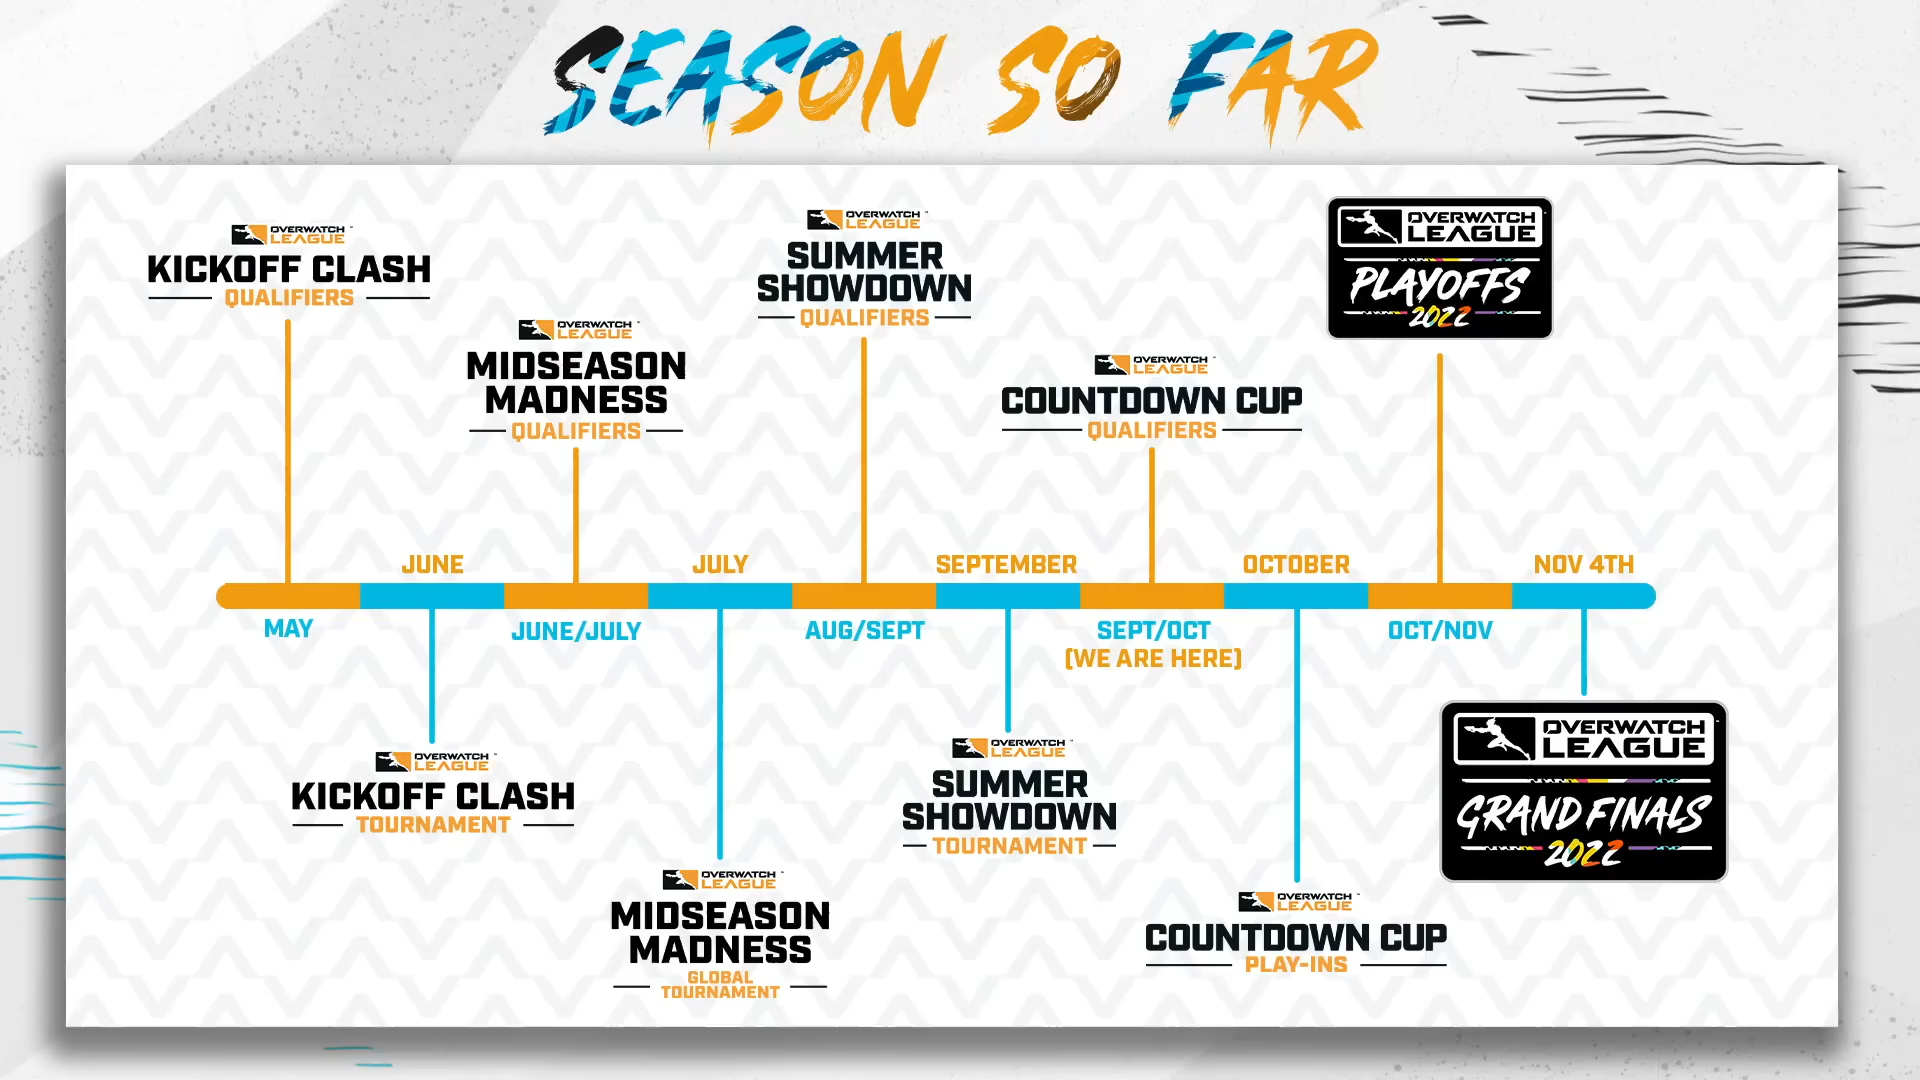 SEASON SO FAR
OVERWATCH
LEAGUE
KICKOFF CLASH
QUALIFIERS
OVERWATCH
LEAGUE
MIDSEASON
MADNESS
QUALIFIERS
OVERWATCH
LEAGUE
SUMMER
SHOWDOWN
QUALIFIERS
OVERWATCH
LEAGUE
COUNTDOWN CUP
QUALIFIERS
OVERWATCH
LEAGUE
PLAYOFFS
2022
JUNE
JULY
SEPTEMBER
OCTOBER
NOV 4TH
MAY
JUNE/JULY
AUG/SEPT
SEPT/OCT
(WE ARE HERE)
OCT/NOV
OVERWATCH
LEAGUE
KICKOFF CLASH
TOURNAMENT
OVERWATCH
LEAGUE
MIDSEASON
MADNESS
GLOBAL
TOURNAMENT
OVERWATCH
LEAGUE
SUMMER
SHOWDOWN
TOURNAMENT
OVERWATCH
LEAGUE
COUNTDOWN CUP
PLAY-INS
OVERWATCH
LEAGUE
GRAND FINALS
2022